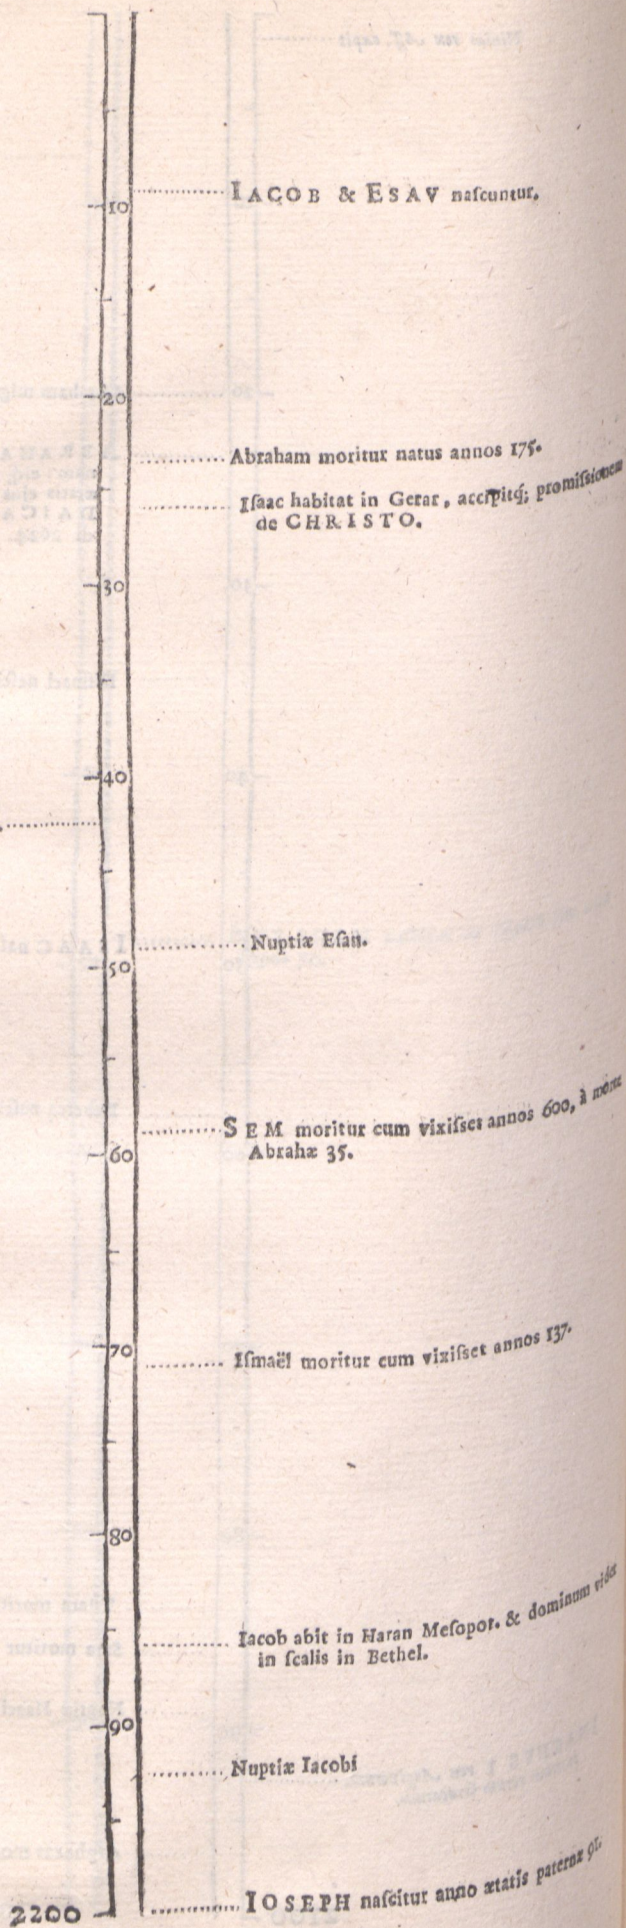 IACOB & ESAV naſcuntur.
10
20
Abraham moritur natus annos 175.
Iſaac habitat in Gerar, accipitq́; promiſsionem
de CHRISTO.
30
40
Nuptiæ Eſau.
50
SEM moritur cum vixiſset annos 600, à morte
Abrahæ 35.
60
70
Iſmaël moritur cum vixiſset annos 137.
80
Iacob abit in Haran Meſopot. & dominum videt
in ſcalis in Bethel.
90
Nuptiæ Iacobi
2200
IOSEPH naſcitur anno ætatis paternæ 91.